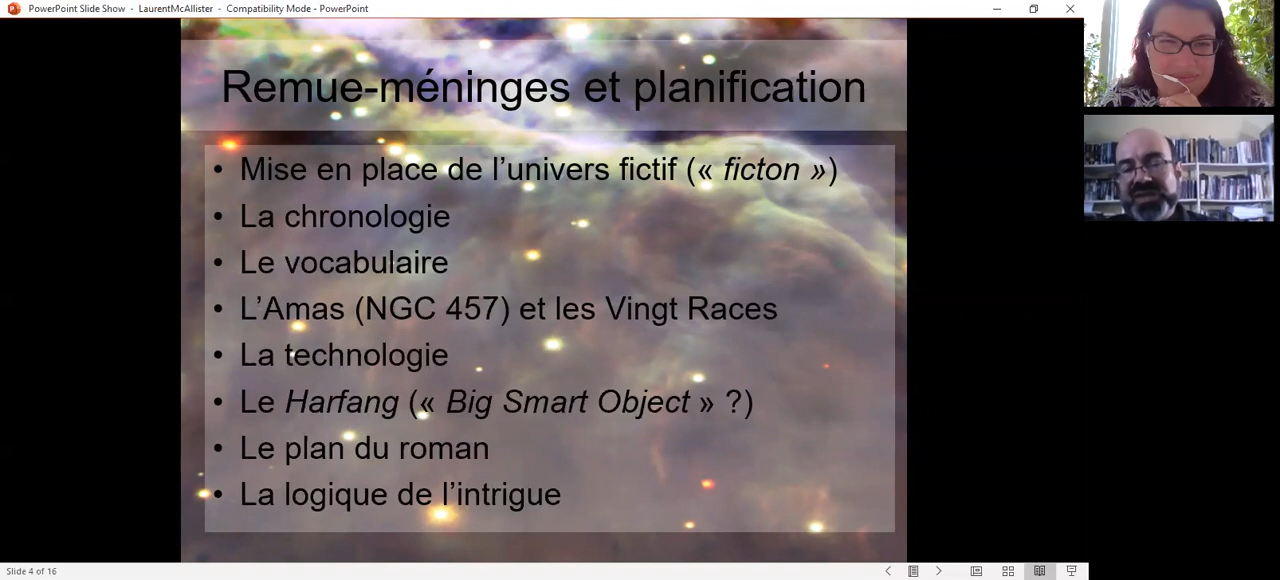 PowerPoint Slide Show - LaurentMcAllister - Compatibility Mode - PowerPoint
Remue-méninges et planification
• Mise en place de l’univers fictif (« ficton »)
• La chronologie
• Le vocabulaire
• L’Amas (NGC 457) et les Vingt Races
• La technologie
• Le Harfang (« Big Smart Object » ?)
• Le plan du roman
• La logique de l’intrigue
Slide 4 of 16